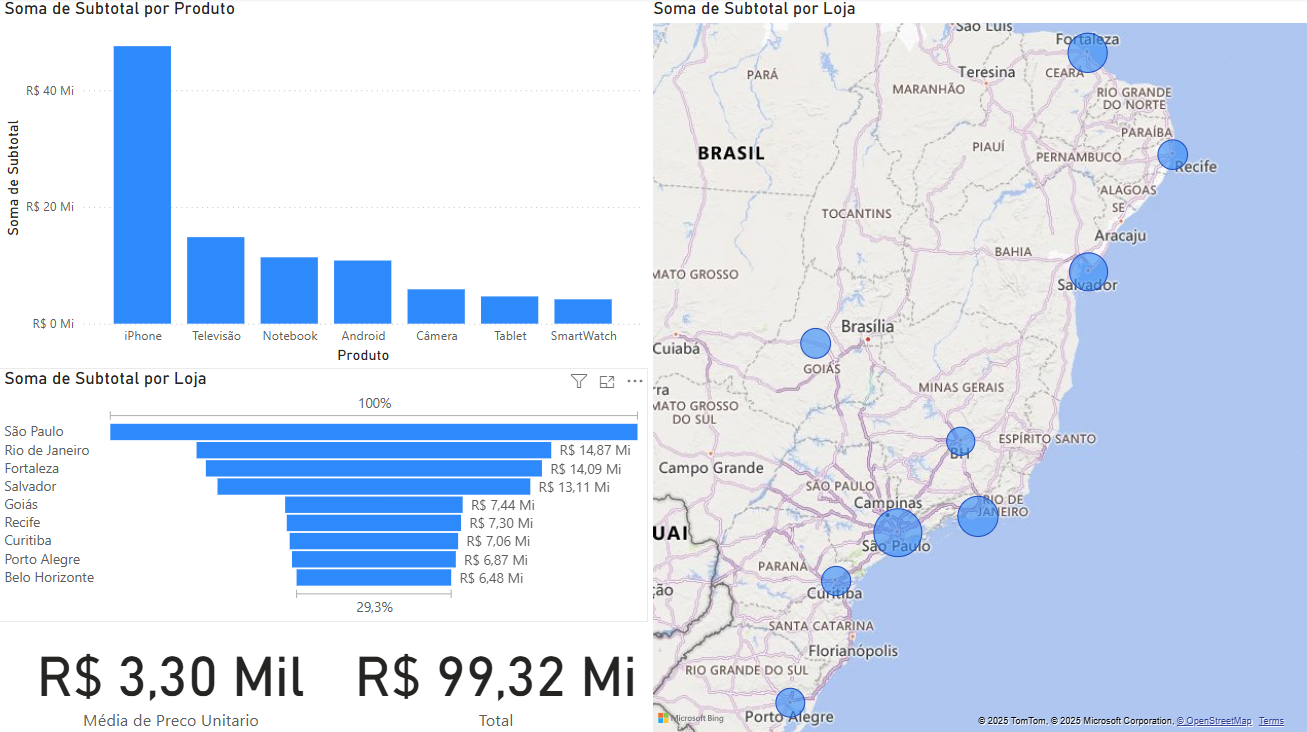 Soma de Subtotal por Produto
Soma de Subtotal
R$ 40 Mi
R$ 20 Mi
R$ 0 Mi
iPhone
Televisão
Notebook
Android
Câmera
Tablet
SmartWatch
Produto
Soma de Subtotal por Loja
100%
São Paulo
Rio de Janeiro
R$ 14,87 Mi
Fortaleza
R$ 14,09 Mi
Salvador
R$ 13,11 Mi
Goiás
R$ 7,44 Mi
Recife
R$ 7,30 Mi
Curitiba
R$ 7,06 Mi
Porto Alegre
R$ 6,87 Mi
Belo Horizonte
R$ 6,48 Mi
29,3%
R$ 3,30 Mil
Média de Preco Unitario
R$ 99,32 Mi
Total
Soma de Subtotal por Loja
São Luís
Fortaleza
PARÁ
Teresina
CEARÁ
MARANHÃO
RIO GRANDE
DO NORTE
PARAÍBA
BRASIL
PIAUÍ
PERNAMBUCO
Recife
ALAGOAS
SE
TOCANTINS
Aracaju
BAHIA
MATO GROSSO
Salvador
Brasília
Cuiabá
GOIÁS
rra
MINAS GERAIS
MATO GROSSO
DO SUL
ESPÍRITO SANTO
BH
Campo Grande
SÃO PAULO
Campinas
RIO DE
JANEIRO
UAI
São Paulo
PARANÁ
ção
Curitiba
SANTA CATARINA
Florianópolis
RIO GRANDE DO SUL
Porto Alegre
Microsoft Bing
© 2025 TomTom, © 2025 Microsoft Corporation, © OpenStreetMap Terms